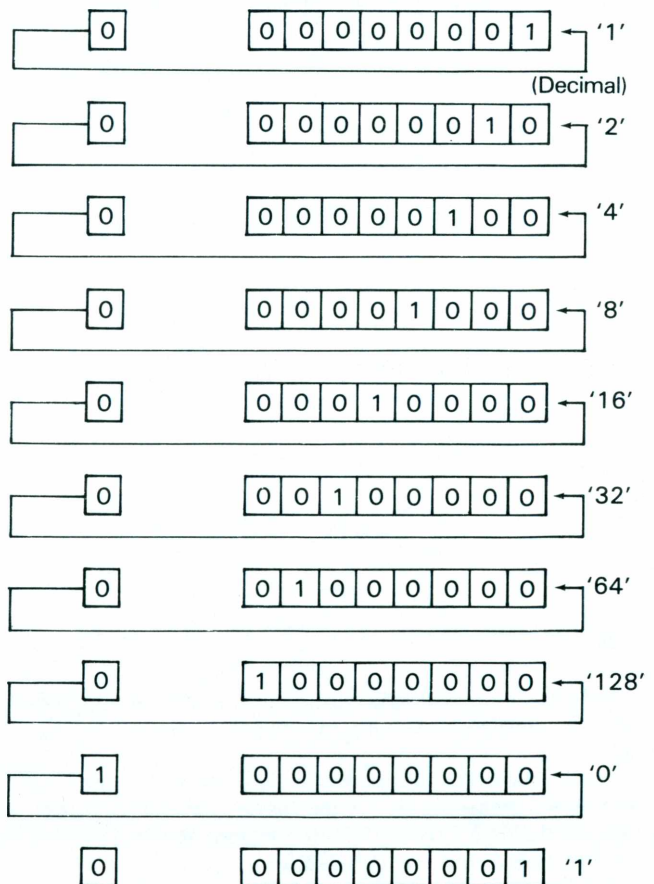 0 0 0 0 0 0 0 0 1 '1'
(Decimal)
0 0 0 0 0 0 0 1 0 '2'
0 0 0 0 0 0 1 0 0 '4'
0 0 0 0 0 1 0 0 0 '8'
0 0 0 0 1 0 0 0 0 '16'
0 0 0 1 0 0 0 0 0 '32'
0 0 1 0 0 0 0 0 0 '64'
0 1 0 0 0 0 0 0 0 '128'
1 0 0 0 0 0 0 0 0 '0'
0 0 0 0 0 0 0 0 1 '1'